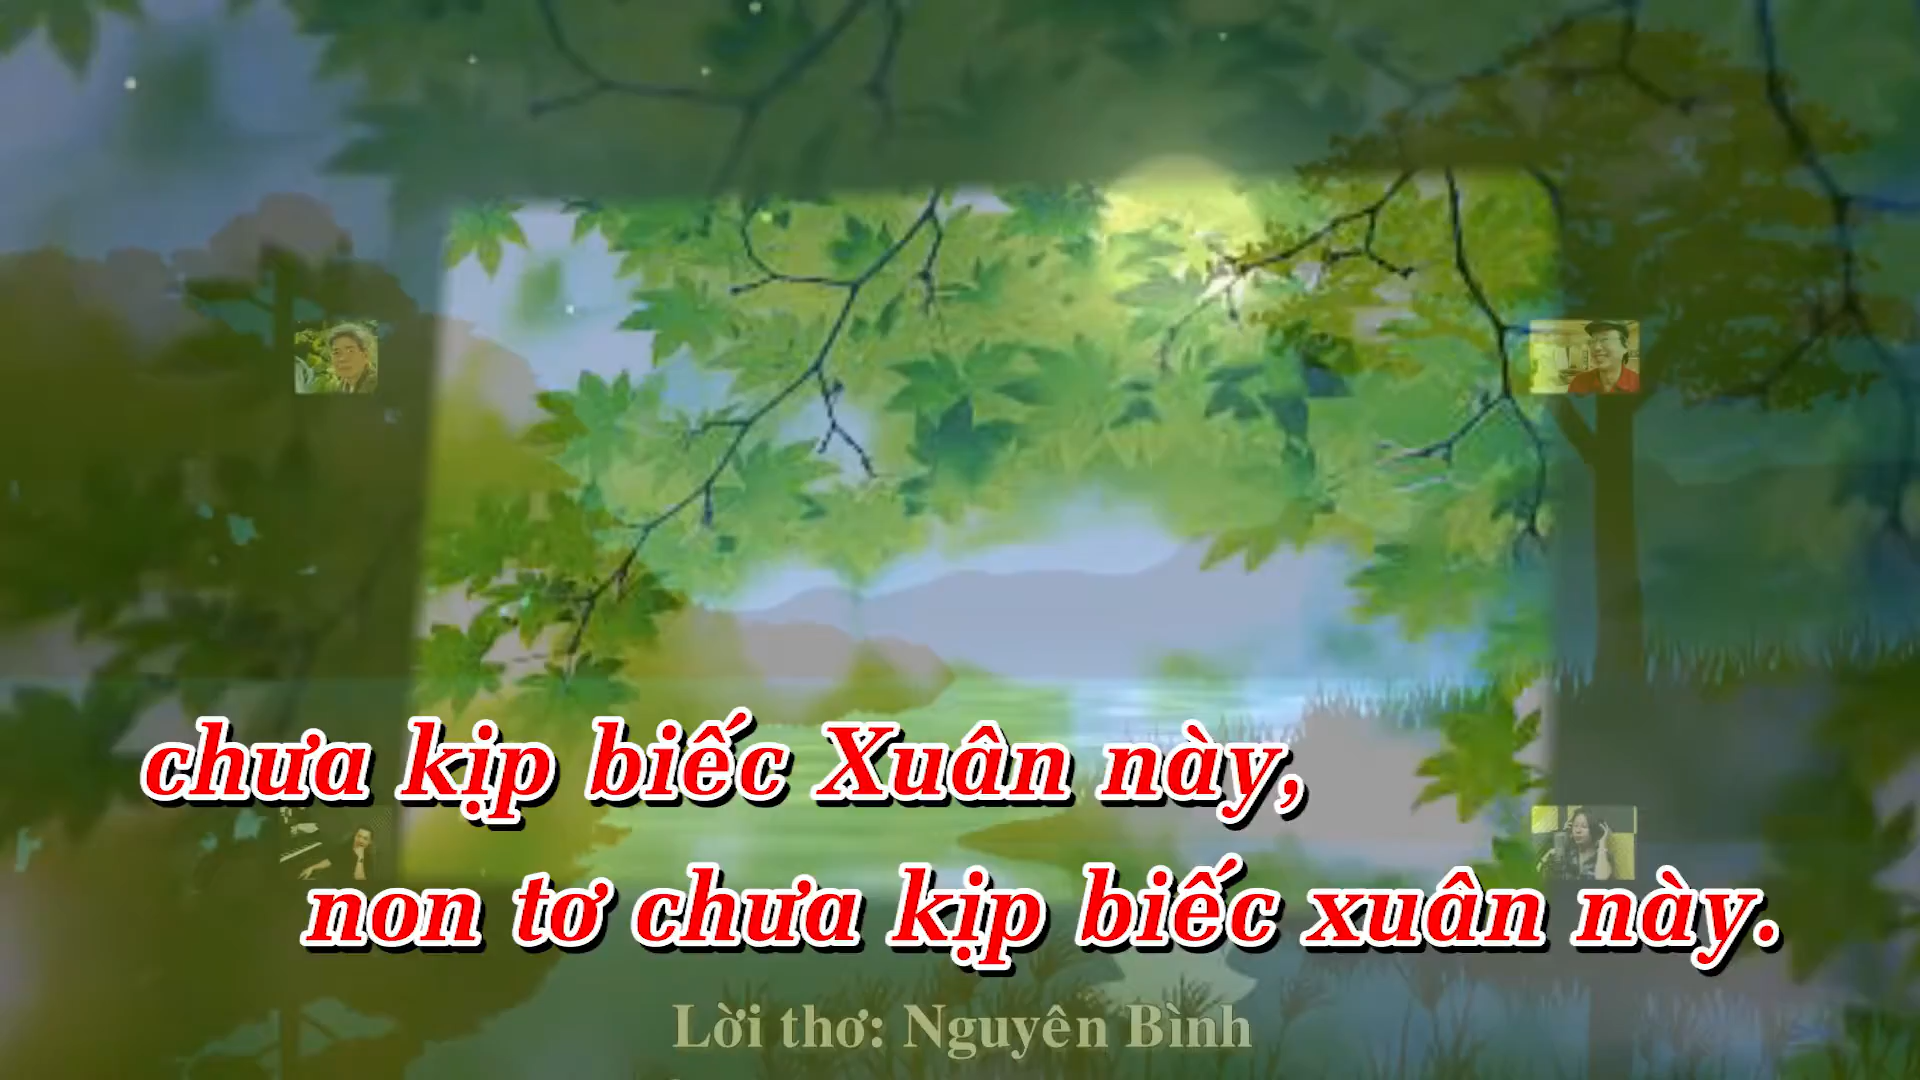 chưa kịp biếc Xuân này,
non tơ chưa kịp biếc xuân này.
Lời thơ: Nguyên Bình